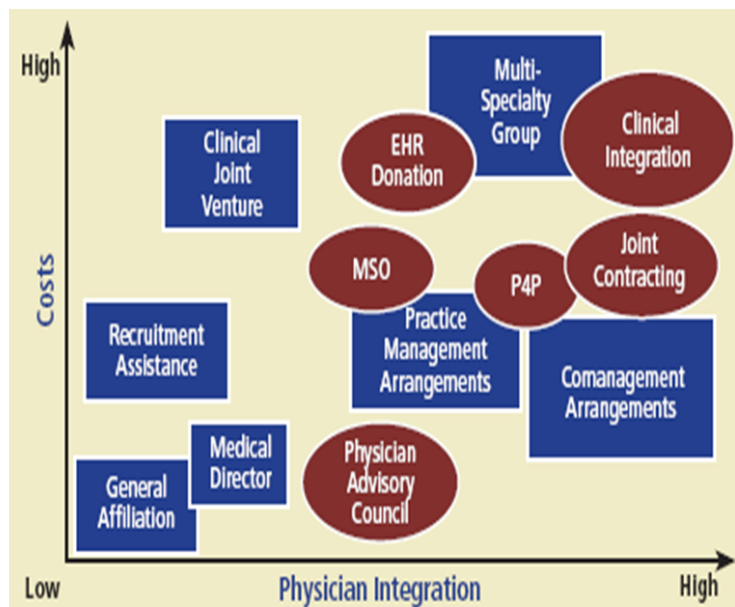 High
Multi-
Specialty
Group
Clinical
Integration
EHR
Donation
Clinical
Joint
Venture
Joint
Contracting
MSO
P4P
Costs
Recruitment
Assistance
Practice
Management
Arrangements
Comanagement
Arrangements
Medical
Director
Physician
Advisory
Council
General
Affiliation
Low
Physician Integration
High